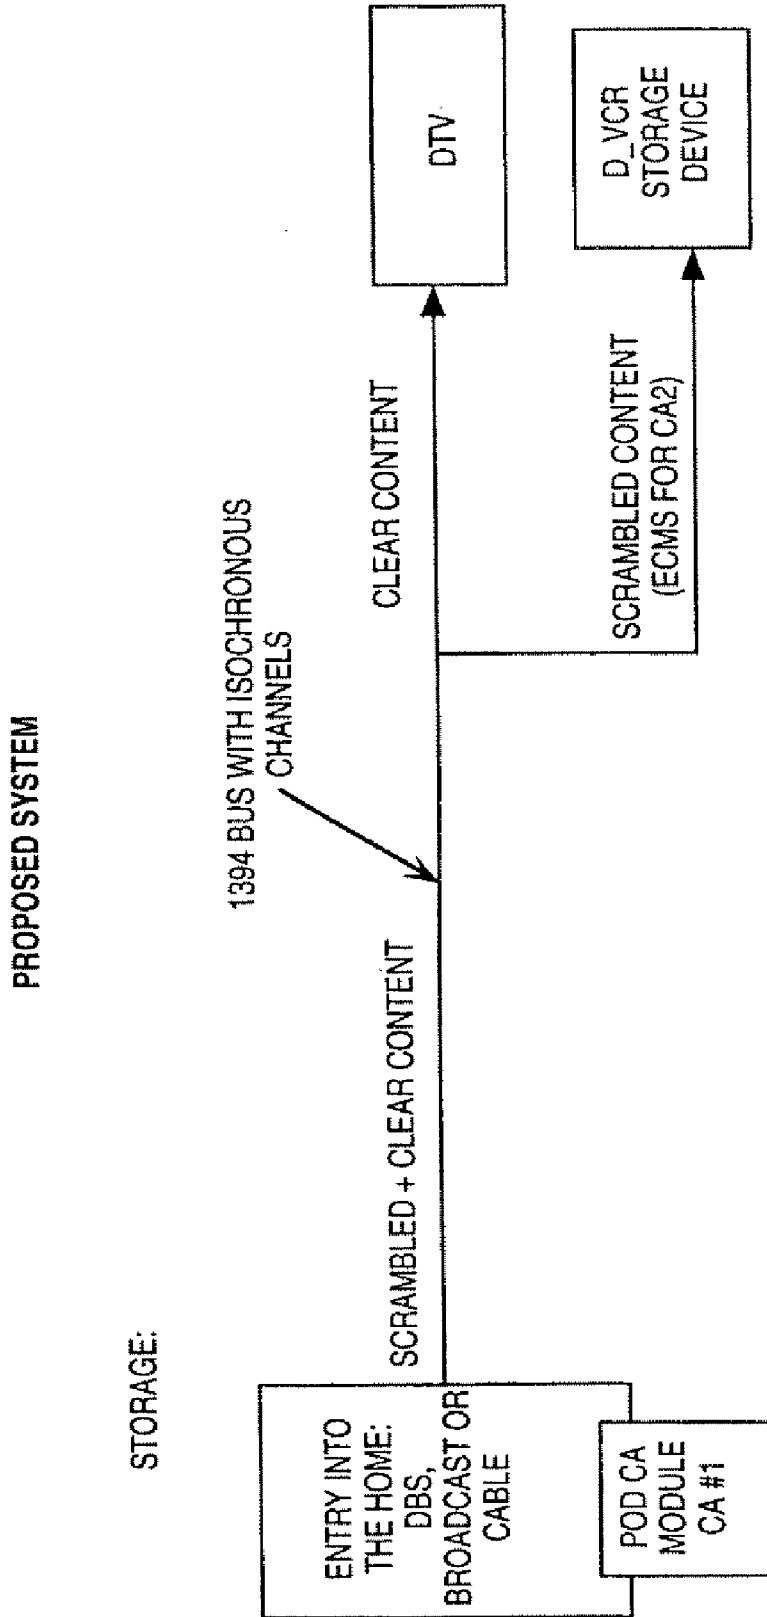 PROPOSED SYSTEM
STORAGE:
ENTRY INTO
THE HOME:
DBS,
BROADCAST OR
CABLE
POD CA
MODULE
CA #1
SCRAMBLED + CLEAR CONTENT
1394 BUS WITH ISOCHRONOUS
CHANNELS
CLEAR CONTENT
DTV
SCRAMBLED CONTENT
(ECMS FOR CA2)
D_VCR
STORAGE
DEVICE